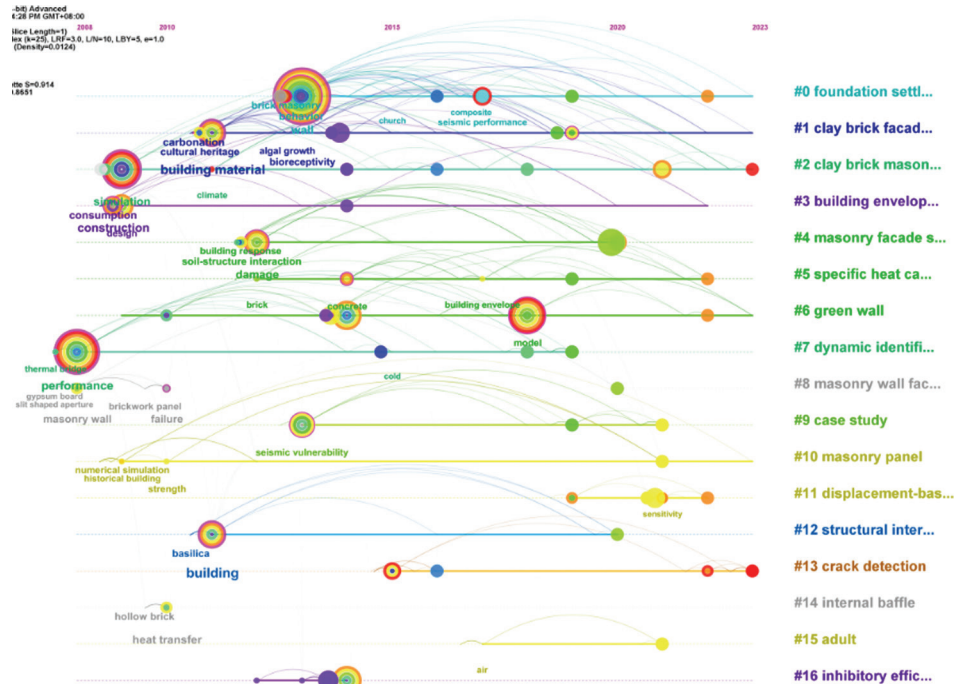 -bit) Advanced
:28 PM GMT+08:00
2008 2010 2015 2020 2023
Slice Length=1)
(k=25), LRF=3.0, L/N=10, LBY=5, e=1.0
(Density=0.0124)
S=0.914
.8651
#0 foundation settl...
brick masonry
behavior
wall
composite
seismic performance
church
#1 clay brick facad...
carbonation
cultural heritage
algal growth
bioreceptivity
building material
#2 clay brick mason...
simulation
climate
#3 building envelop...
consumption
construction
design
#4 masonry facade s...
building response
soil-structure interaction
damage
#5 specific heat ca...
brick
concrete
building envelope
#6 green wall
model
#7 dynamic identifi...
thermal bridge
performance
cold
#8 masonry wall fac...
gypsum board
slit shaped aperture
brickwork panel
masonry wall
failure
#9 case study
seismic vulnerability
#10 masonry panel
numerical simulation
historical building
strength
#11 displacement-bas...
sensitivity
#12 structural inter...
basilica
building
#13 crack detection
#14 internal baffle
hollow brick
heat transfer
#15 adult
air
#16 inhibitory effic...